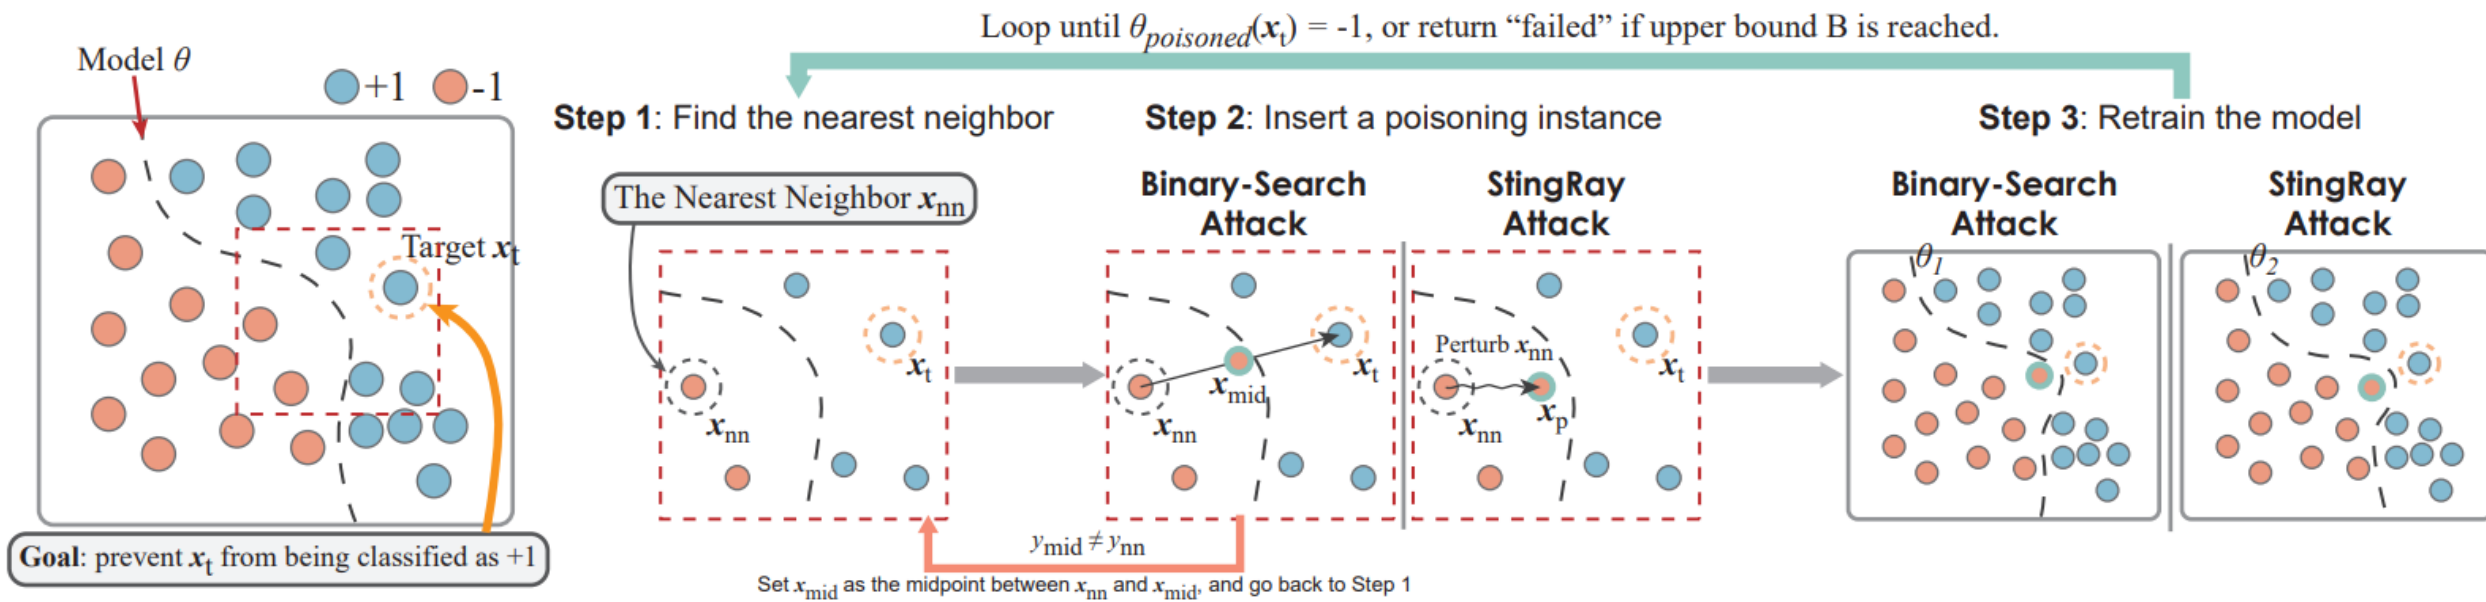 Loop until θpoisoned(xt) = -1, or return “failed” if upper bound B is reached.
Model θ
+1 -1
Target xt
Goal: prevent xt from being classified as +1
Step 1: Find the nearest neighbor
The Nearest Neighbor xnn
xt
xnn
Step 2: Insert a poisoning instance
Binary-Search
Attack
xt
xmid
xnn
StingRay
Attack
Perturb xnn
xt
xp
xnn
ymid ≠ ynn
Set xmid as the midpoint between xnn and xmid, and go back to Step 1
Step 3: Retrain the model
Binary-Search
Attack
θ1
StingRay
Attack
θ2